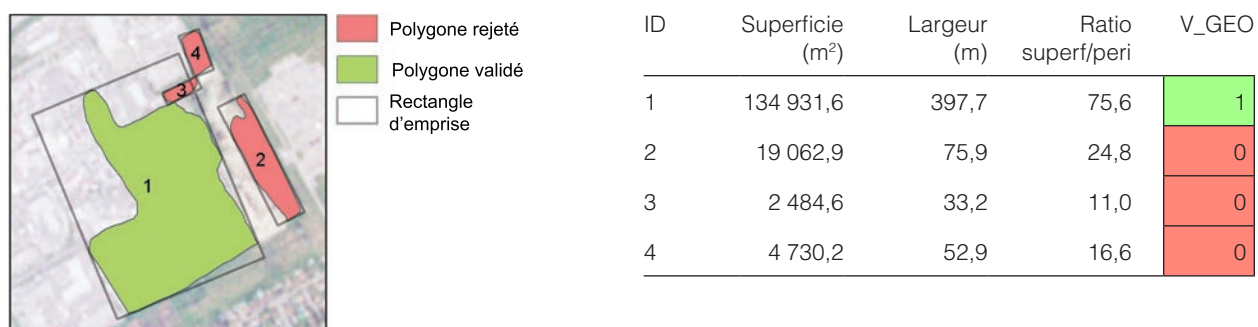 4
3
2
1
Polygone rejeté
Polygone validé
Rectangle
d’emprise
ID Superficie (m²) Largeur (m) Ratio superf/peri V_GEO
1 134 931,6 397,7 75,6 1
2 19 062,9 75,9 24,8 0
3 2 484,6 33,2 11,0 0
4 4 730,2 52,9 16,6 0